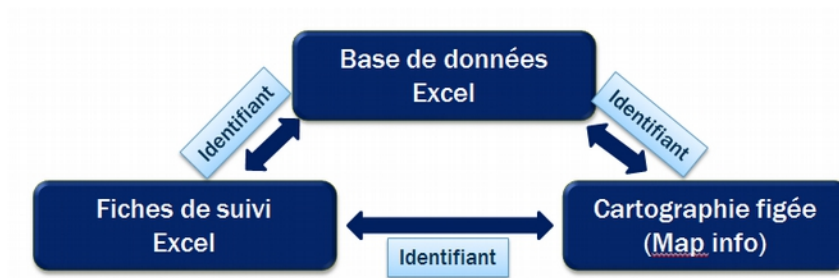 Base de données
Excel
Identifiant
Identifiant
Fiches de suivi
Excel
Identifiant
Cartographie figée
(Map info)